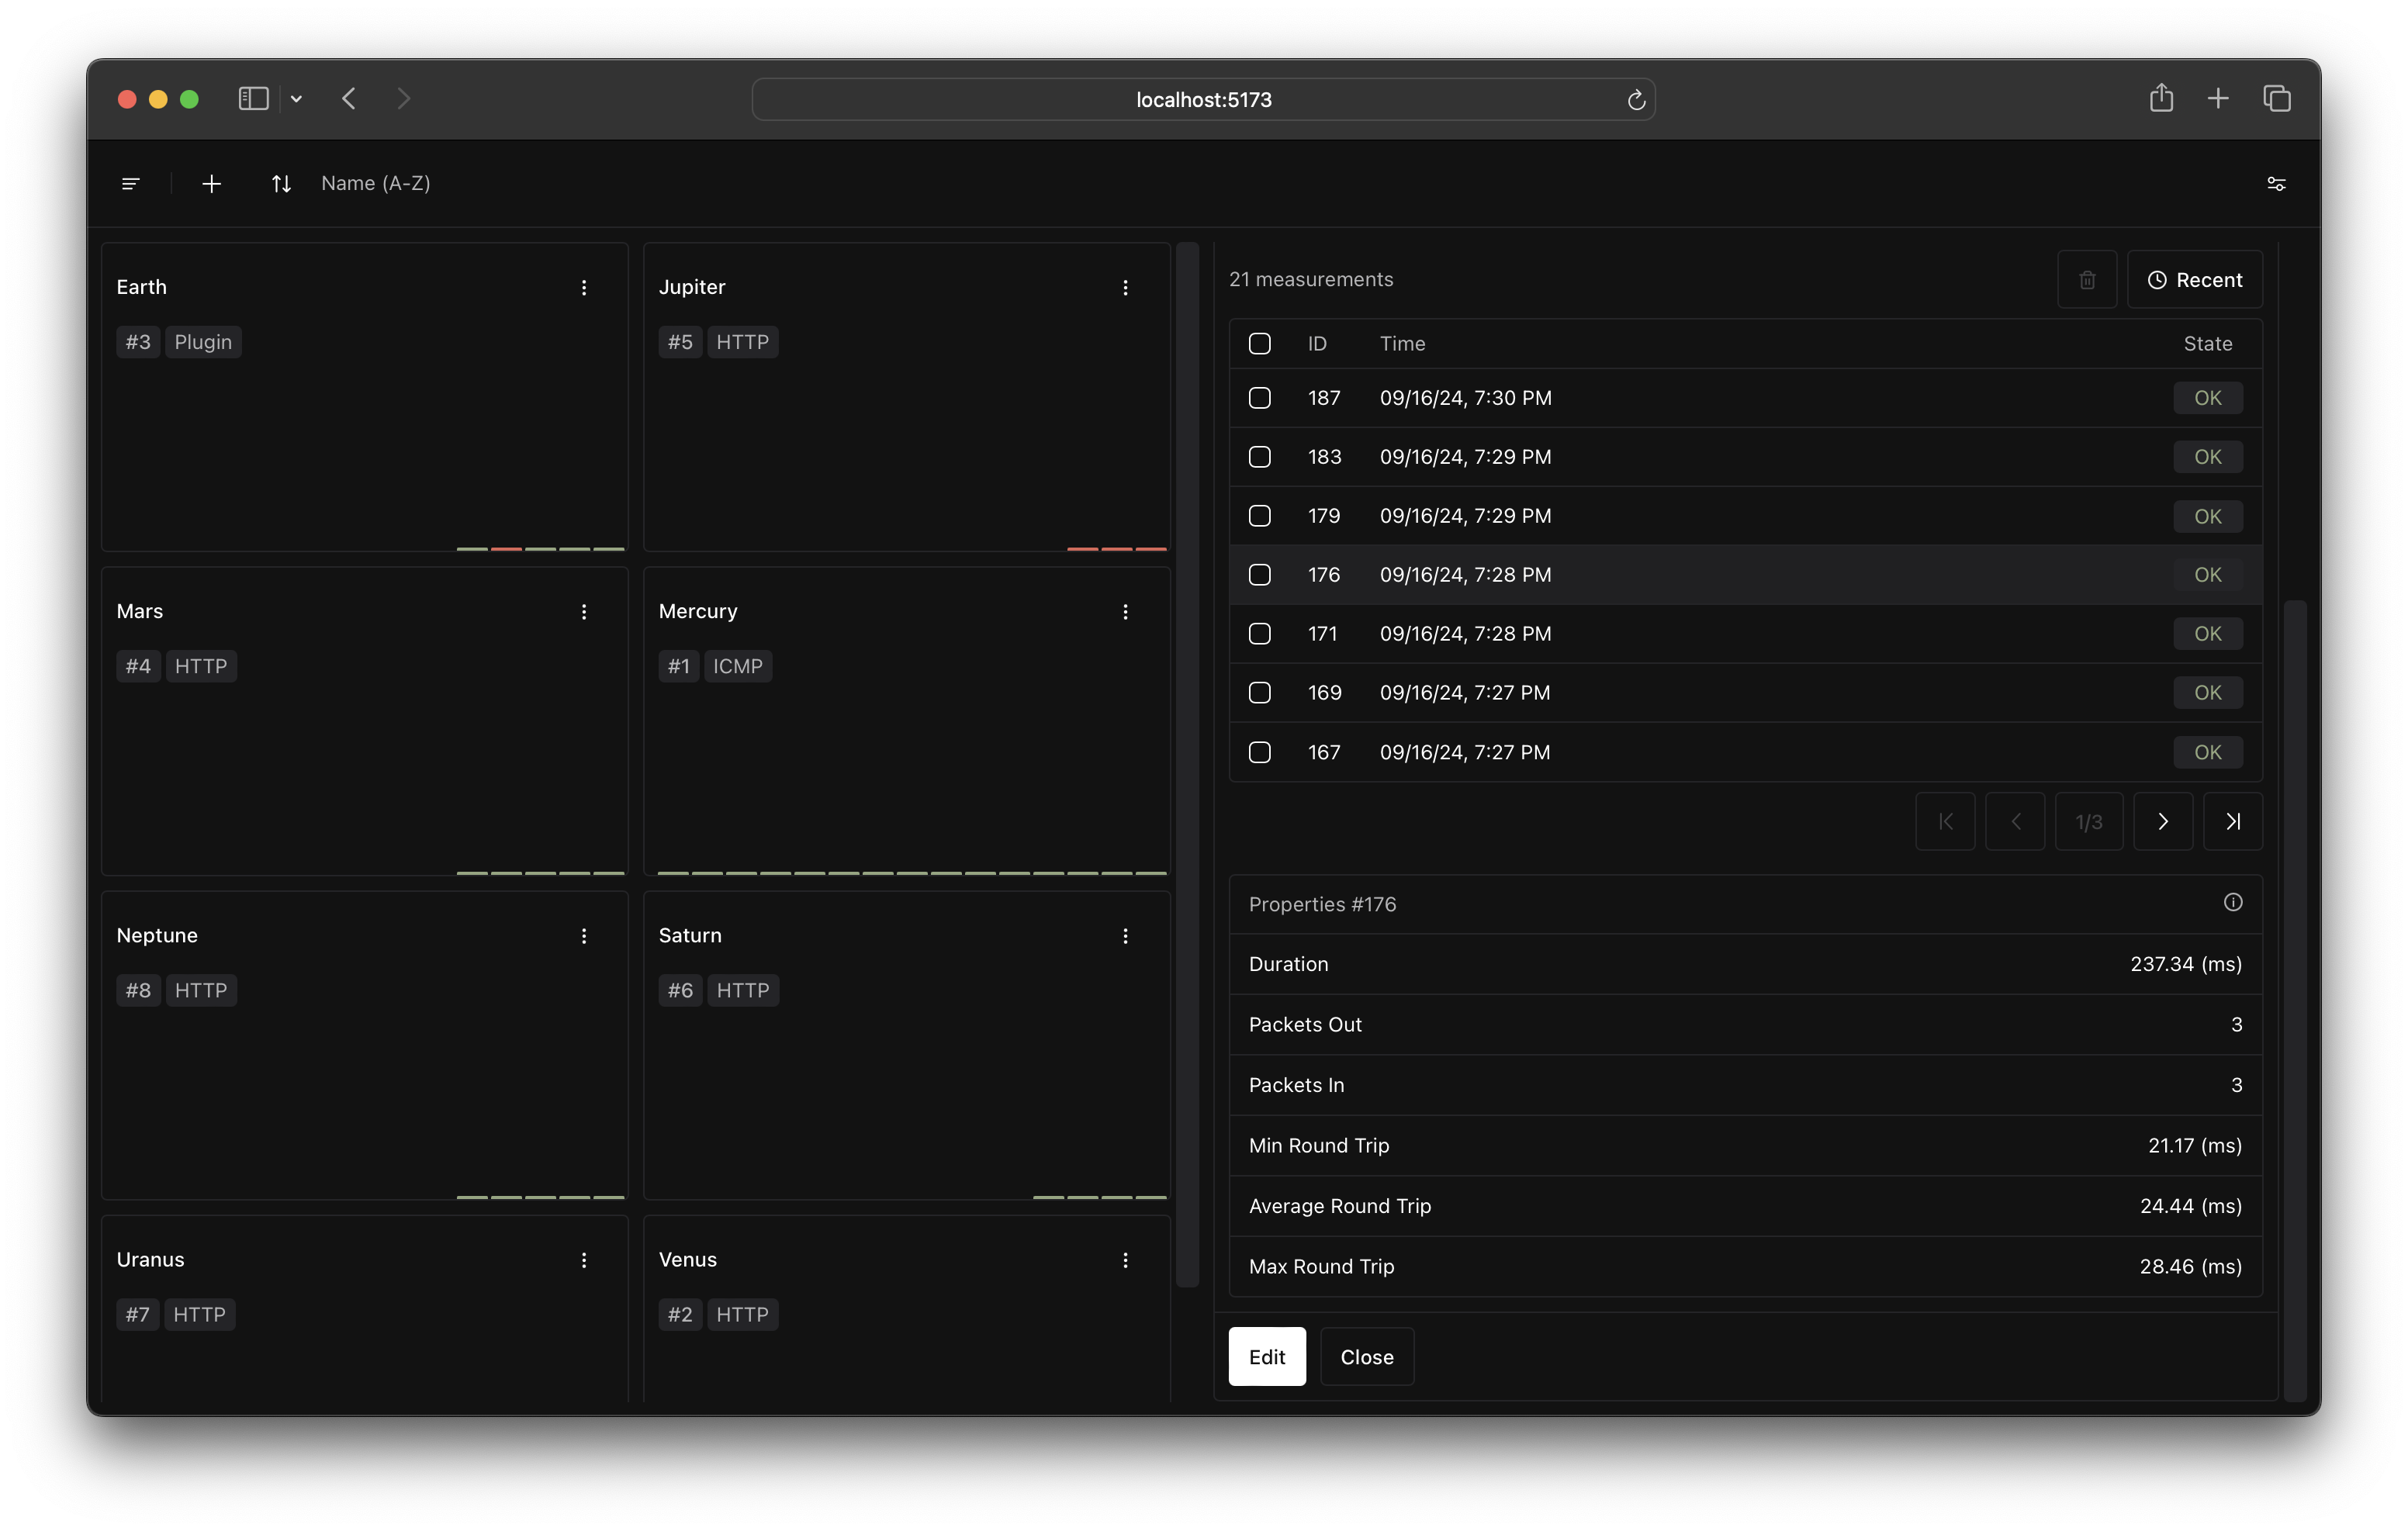 localhost:5173
Name (A-Z)
Earth
#3 Plugin
Jupiter
#5 HTTP
Mars
#4 HTTP
Mercury
#1 ICMP
Neptune
#8 HTTP
Saturn
#6 HTTP
Uranus
#7 HTTP
Venus
#2 HTTP
21 measurements
Recent
ID Time State
187 09/16/24, 7:30 PM OK
183 09/16/24, 7:29 PM OK
179 09/16/24, 7:29 PM OK
176 09/16/24, 7:28 PM OK
171 09/16/24, 7:28 PM OK
169 09/16/24, 7:27 PM OK
167 09/16/24, 7:27 PM OK
1/3
Properties #176
Duration 237.34 (ms)
Packets Out 3
Packets In 3
Min Round Trip 21.17 (ms)
Average Round Trip 24.44 (ms)
Max Round Trip 28.46 (ms)
Edit Close